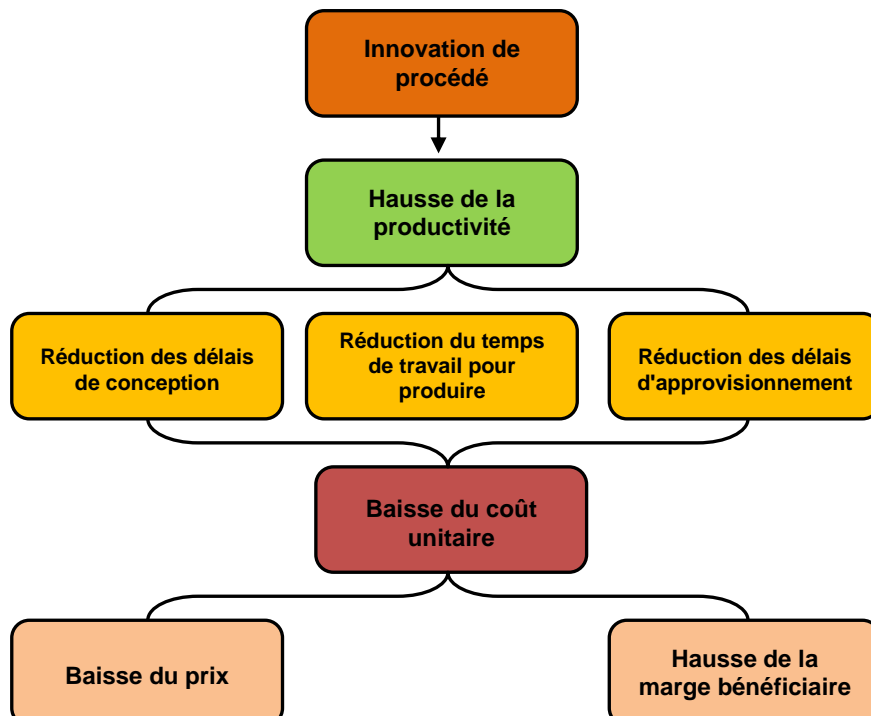 Innovation de
procédé
Hausse de la
productivité
Réduction des délais
de conception
Réduction du temps
de travail pour
produire
Réduction des délais
d'approvisionnement
Baisse du coût
unitaire
Baisse du prix
Hausse de la
marge bénéficiaire